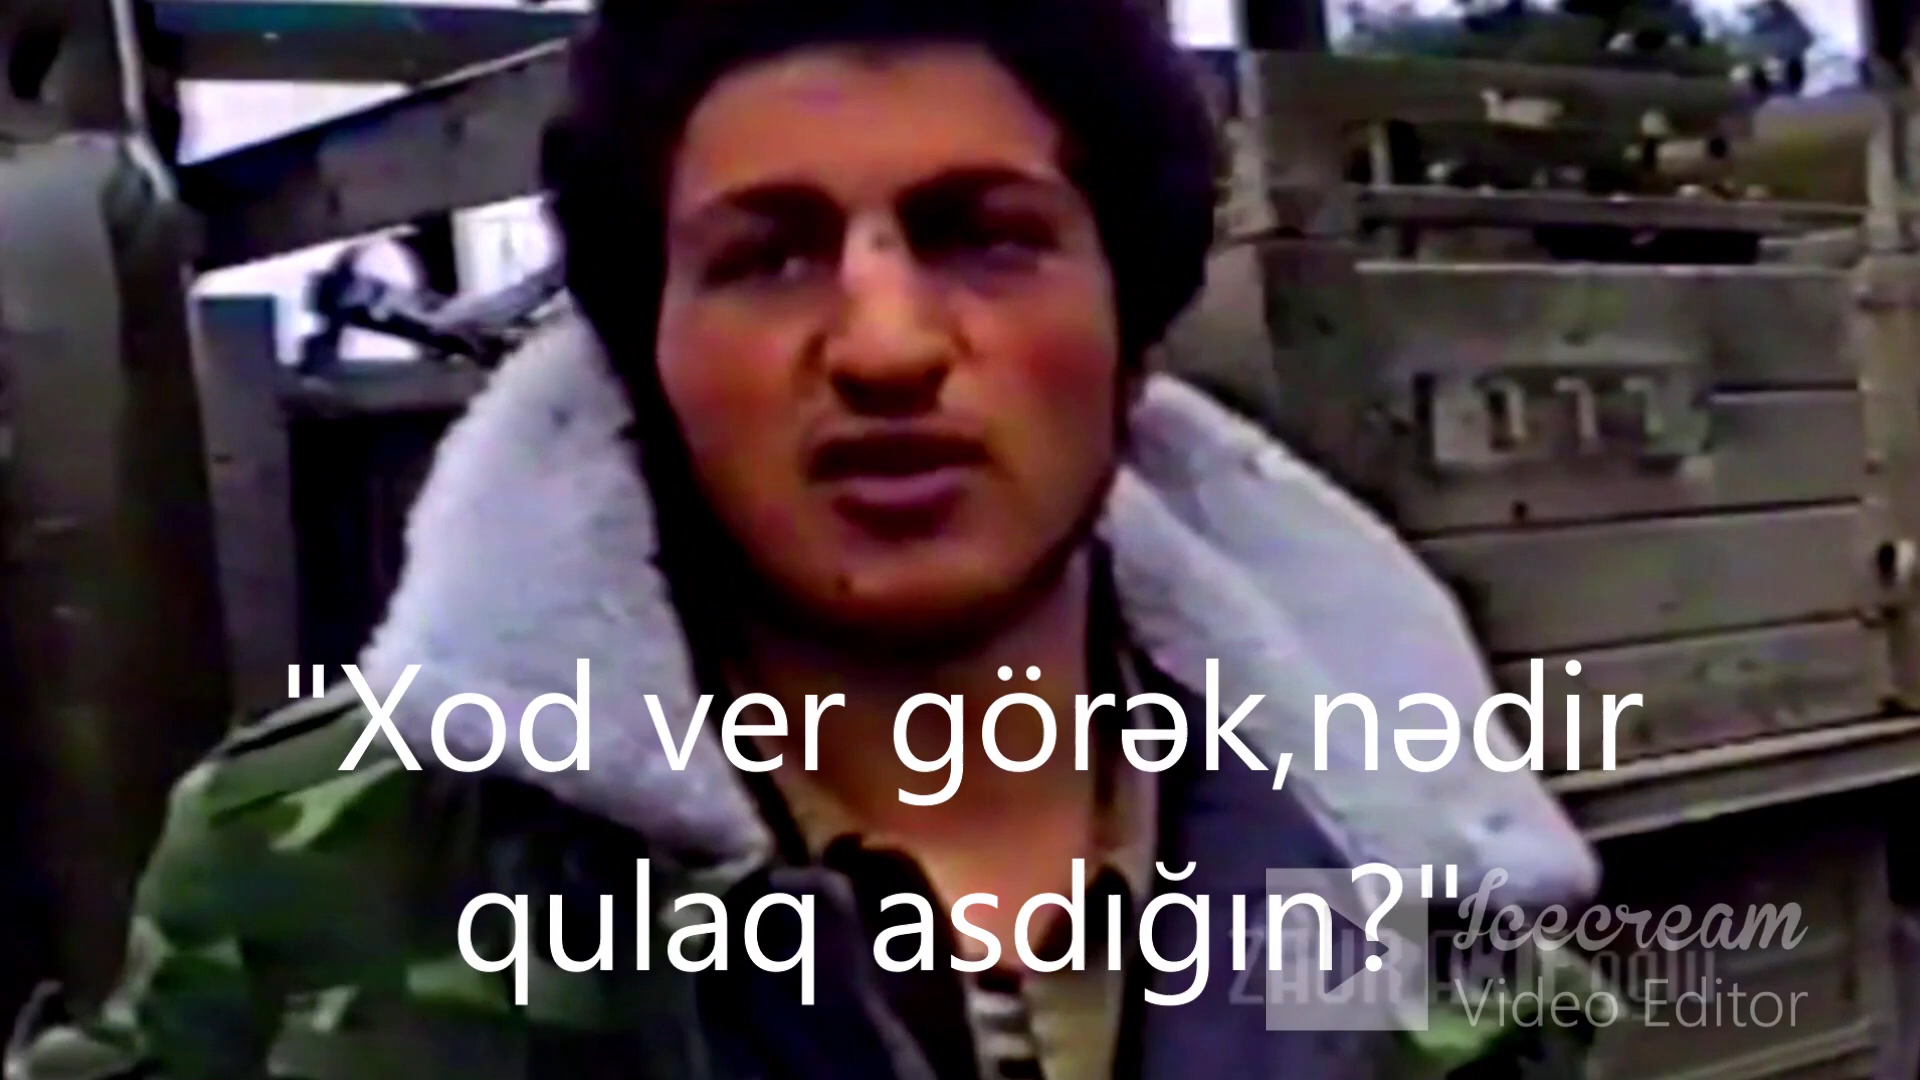 "Xod ver görək,nədir
qulaq asdığın?"
Icecream
Video Editor